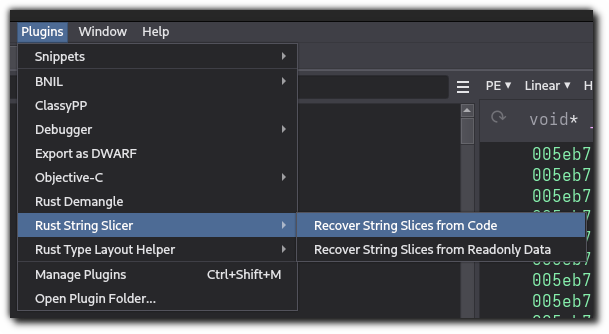 Plugins Window Help
Snippets
BNIL
ClassyPP
Debugger
Export as DWARF
Objective-C
Rust Demangle
Rust String Slicer
Rust Type Layout Helper
Manage Plugins Ctrl+Shift+M
Open Plugin Folder...
Recover String Slices from Code
Recover String Slices from Readonly Data
PE ▾ Linear ▾ H
void* _
005eb7
005eb7
005eb7
005eb7
005eb7
005eb7
005eb7